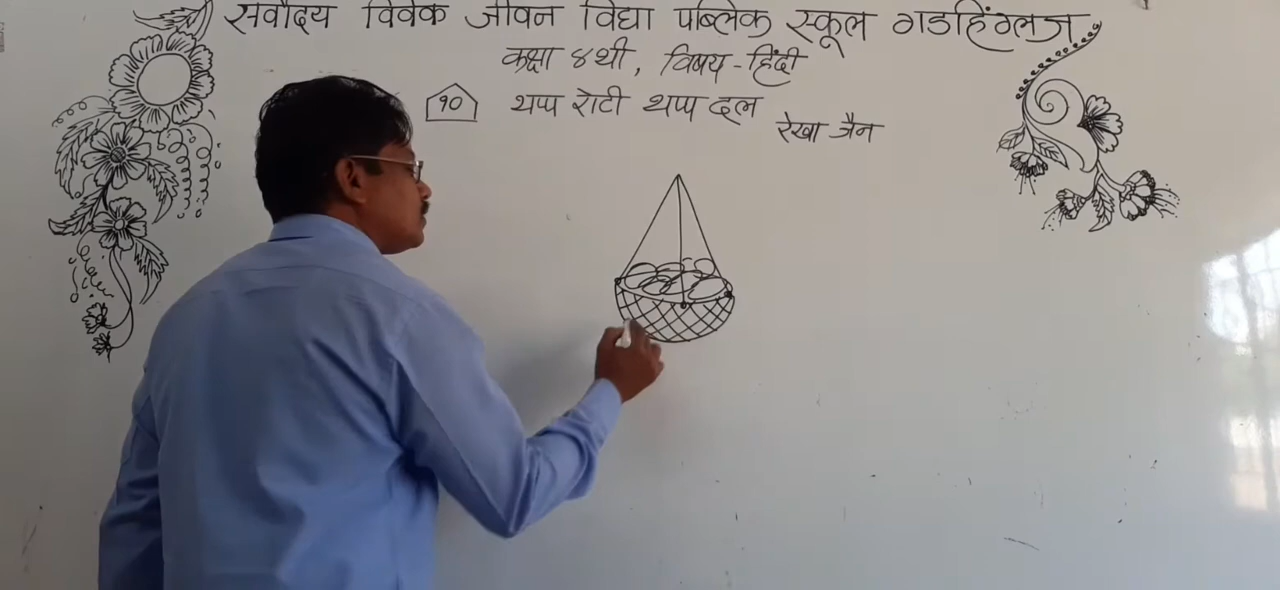 सर्वोदय विवेक जीवन विद्या पब्लिक स्कूल गडहिंग्लज
कक्षा ४थी, विषय-हिंदी
१० थप्प रोटी थप्प दाल
रेखा जैन